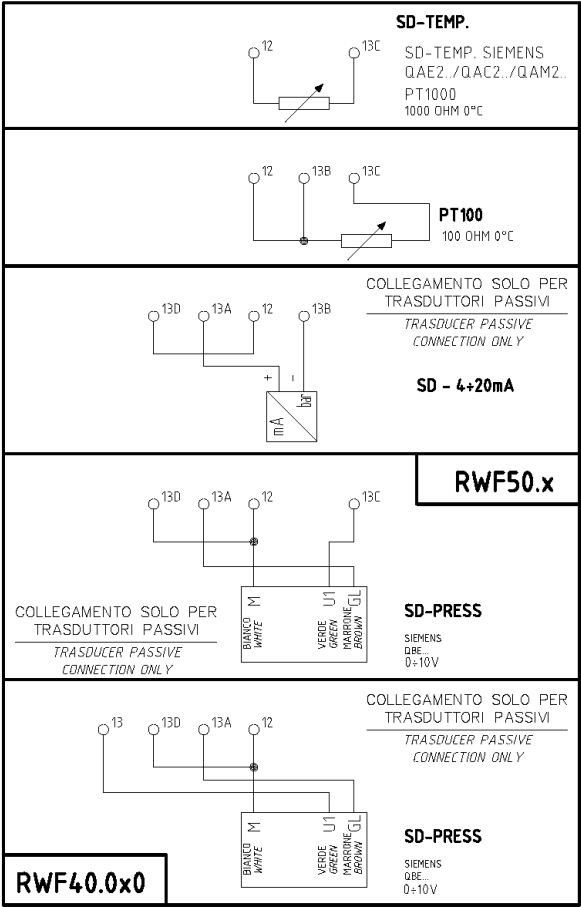 SD-TEMP.
12 13C
SD-TEMP. SIEMENS
QAE2../QAC2../QAM2..
PT1000
1000 OHM 0°C
12 13B 13C
PT100
100 OHM 0°C
COLLEGAMENTO SOLO PER
TRASDUTTORI PASSIVI
TRASDUCER PASSIVE
CONNECTION ONLY
13D 13A 12 13B
+ -
mA bar
SD - 4÷20mA
RWF50.x
13D 13A 12 13C
M U1 GL
BIANCO
WHITE
VERDE
GREEN
MARRONE
BROWN
SD-PRESS
SIEMENS
QBE...
0÷10V
COLLEGAMENTO SOLO PER
TRASDUTTORI PASSIVI
TRASDUCER PASSIVE
CONNECTION ONLY
COLLEGAMENTO SOLO PER
TRASDUTTORI PASSIVI
TRASDUCER PASSIVE
CONNECTION ONLY
13 13D 13A 12
M U1 GL
BIANCO
WHITE
VERDE
GREEN
MARRONE
BROWN
SD-PRESS
SIEMENS
QBE...
0÷10V
RWF40.0x0